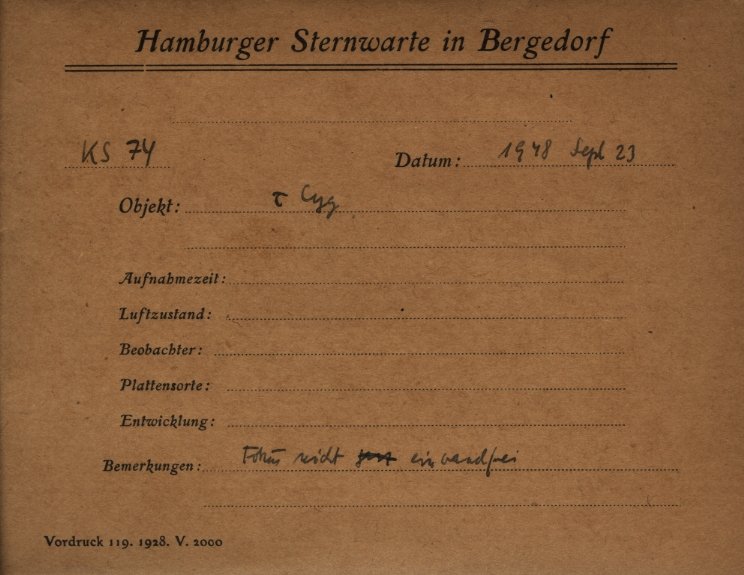 Hamburger Sternwarte in Bergedorf
KS 74 Datum: 1948 Sept 23
Objekt: τ Cyg
Aufnahmezeit:
Luftzustand:
Beobachter:
Plattensorte:
Entwicklung:
Bemerkungen: Fokus nicht gut einwandfrei
Vordruck 119. 1928. V. 2000